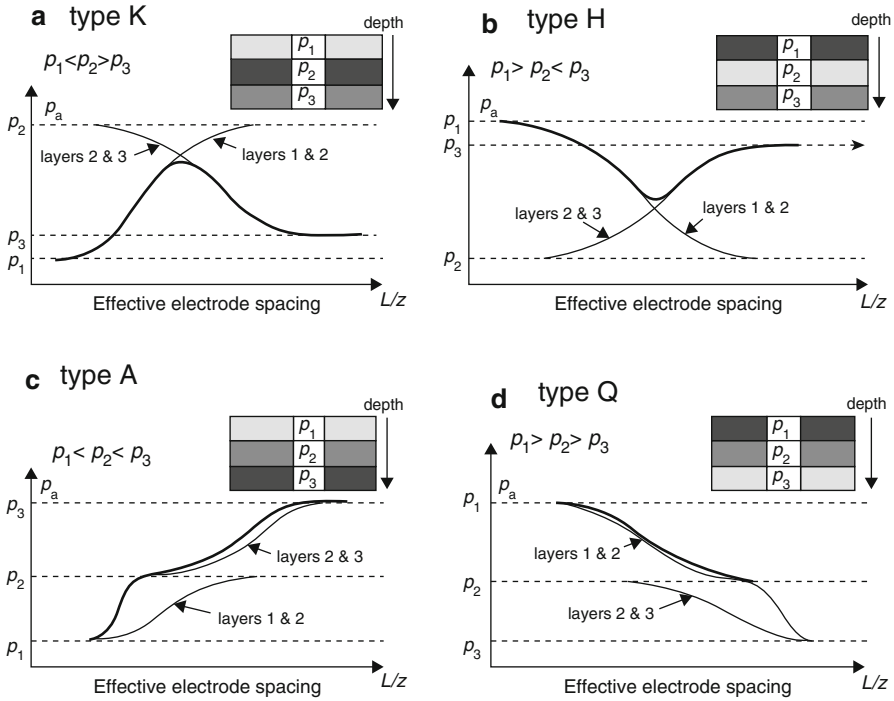 a type K
depth
p1<p2>p3
p1
p2
p3
pa
p2
layers 2 & 3
layers 1 & 2
p3
p1
Effective electrode spacing
L/z
b type H
depth
p1> p2< p3
p1
p2
p3
pa
p1
p3
layers 2 & 3
layers 1 & 2
p2
Effective electrode spacing
L/z
c type A
depth
p1< p2< p3
p1
p2
p3
pa
p3
layers 2 & 3
p2
layers 1 & 2
p1
Effective electrode spacing
L/z
d type Q
depth
p1> p2> p3
p1
p2
p3
pa
p1
layers 1 & 2
p2
layers 2 & 3
p3
Effective electrode spacing
L/z